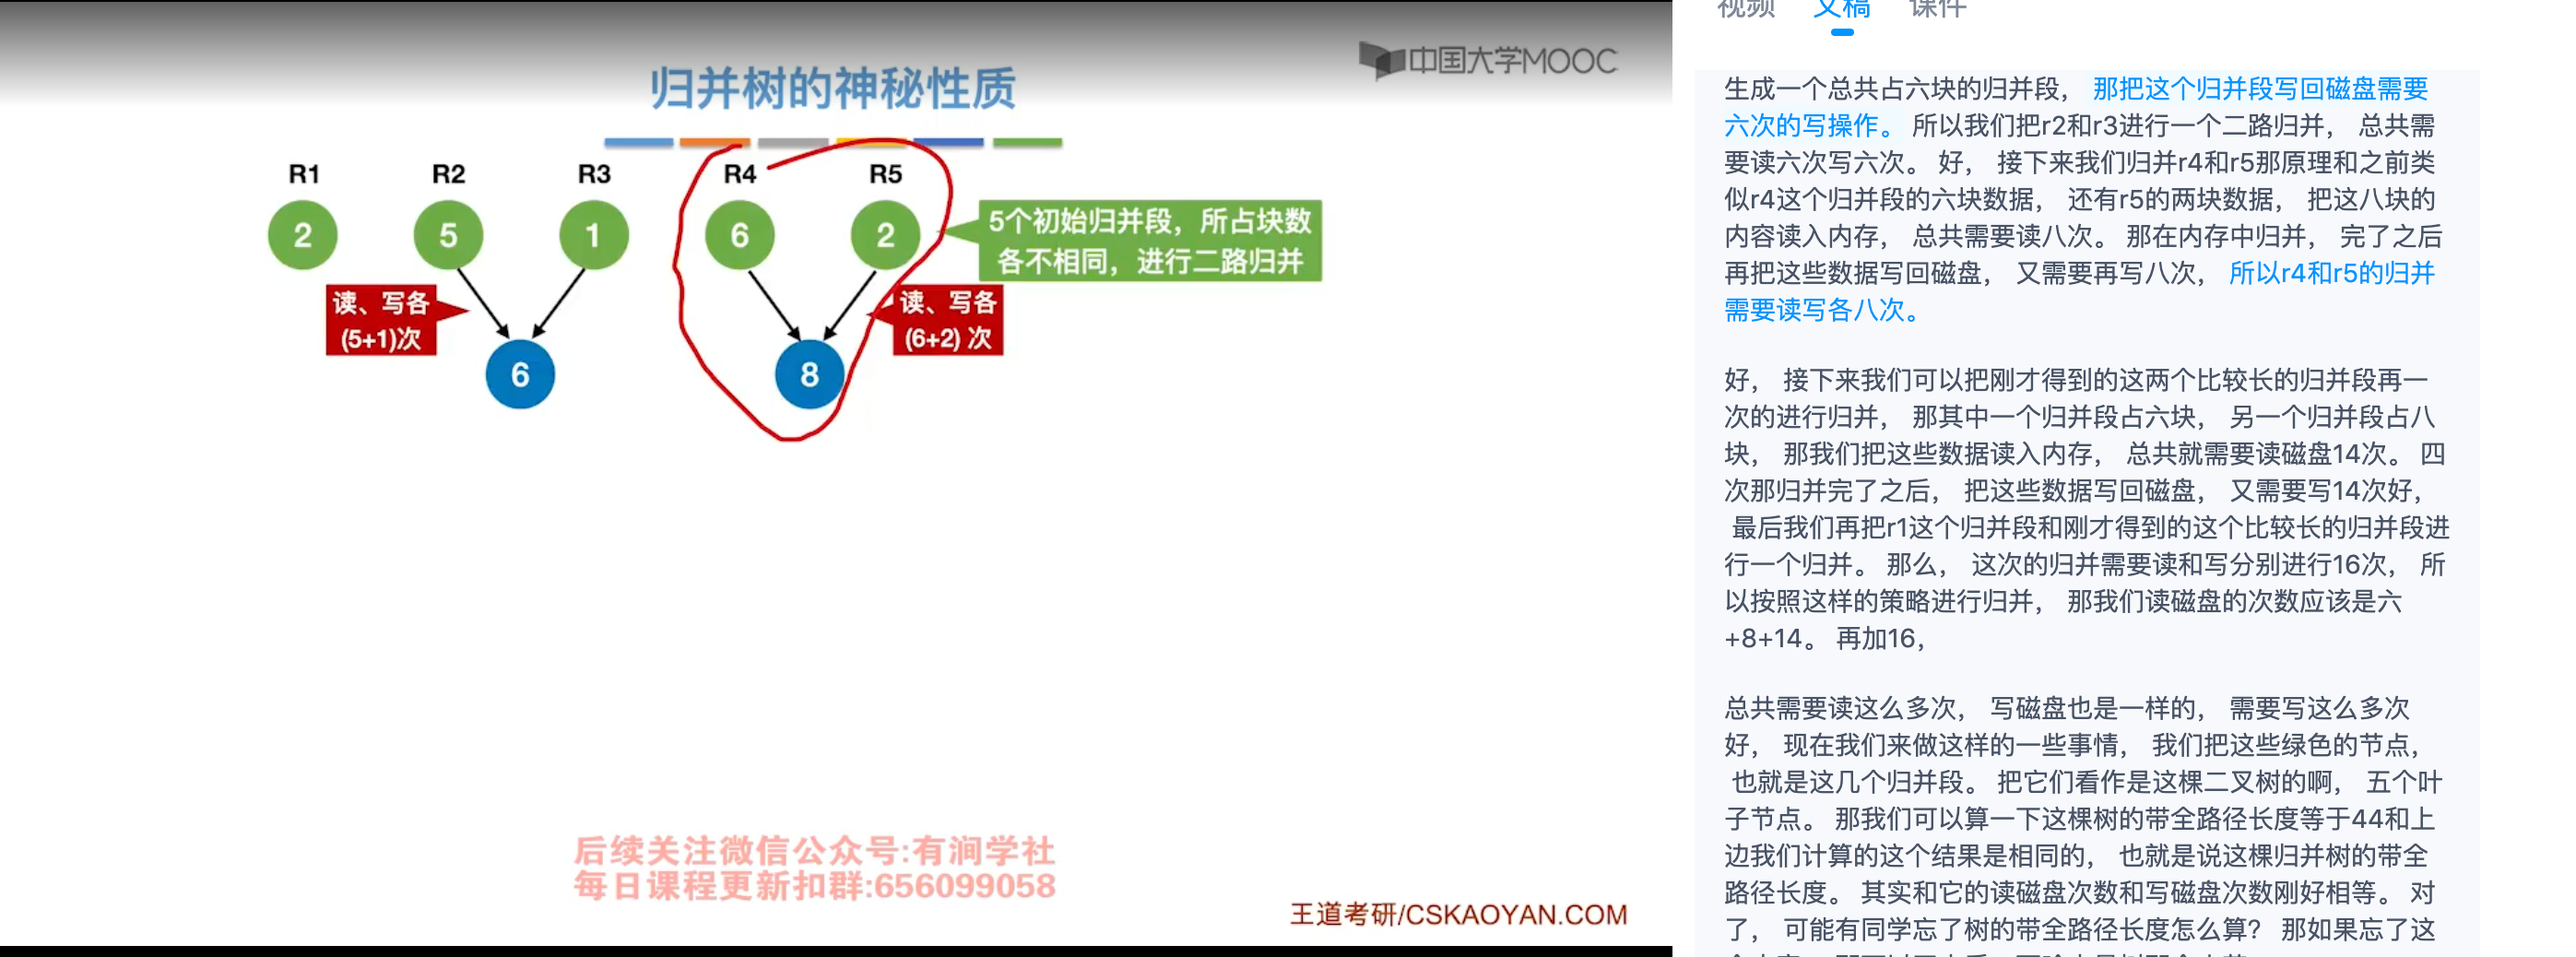 中国大学MOOC
归并树的神秘性质
R1 R2 R3 R4 R5
2 5 1 6 2
5个初始归并段，所占块数
各不相同，进行二路归并
读、写各
(5+1)次
读、写各
(6+2) 次
6 8
后续关注微信公众号:有涧学社
每日课程更新扣群:656099058
王道考研/CSKAOYAN.COM
视频 文稿 课件
生成一个总共占六块的归并段， 那把这个归并段写回磁盘需要
六次的写操作。 所以我们把r2和r3进行一个二路归并， 总共需
要读六次写六次。 好， 接下来我们归并r4和r5那原理和之前类
似r4这个归并段的六块数据， 还有r5的两块数据， 把这八块的
内容读入内存， 总共需要读八次。 那在内存中归并， 完了之后
再把这些数据写回磁盘， 又需要再写八次， 所以r4和r5的归并
需要读写各八次。
好， 接下来我们可以把刚才得到的这两个比较长的归并段再一
次的进行归并， 那其中一个归并段占六块， 另一个归并段占八
块， 那我们把这些数据读入内存， 总共就需要读磁盘14次。 四
次那归并完了之后， 把这些数据写回磁盘， 又需要写14次好，
最后我们再把r1这个归并段和刚才得到的这个比较长的归并段进
行一个归并。 那么， 这次的归并需要读和写分别进行16次， 所
以按照这样的策略进行归并， 那我们读磁盘的次数应该是六
+8+14。 再加16，
总共需要读这么多次， 写磁盘也是一样的， 需要写这么多次
好， 现在我们来做这样的一些事情， 我们把这些绿色的节点，
也就是这几个归并段。 把它们看作是这棵二叉树的啊， 五个叶
子节点。 那我们可以算一下这棵树的带全路径长度等于44和上
边我们计算的这个结果是相同的， 也就是说这棵归并树的带全
路径长度。 其实和它的读磁盘次数和写磁盘次数刚好相等。 对
了， 可能有同学忘了树的带全路径长度怎么算？ 那如果忘了这